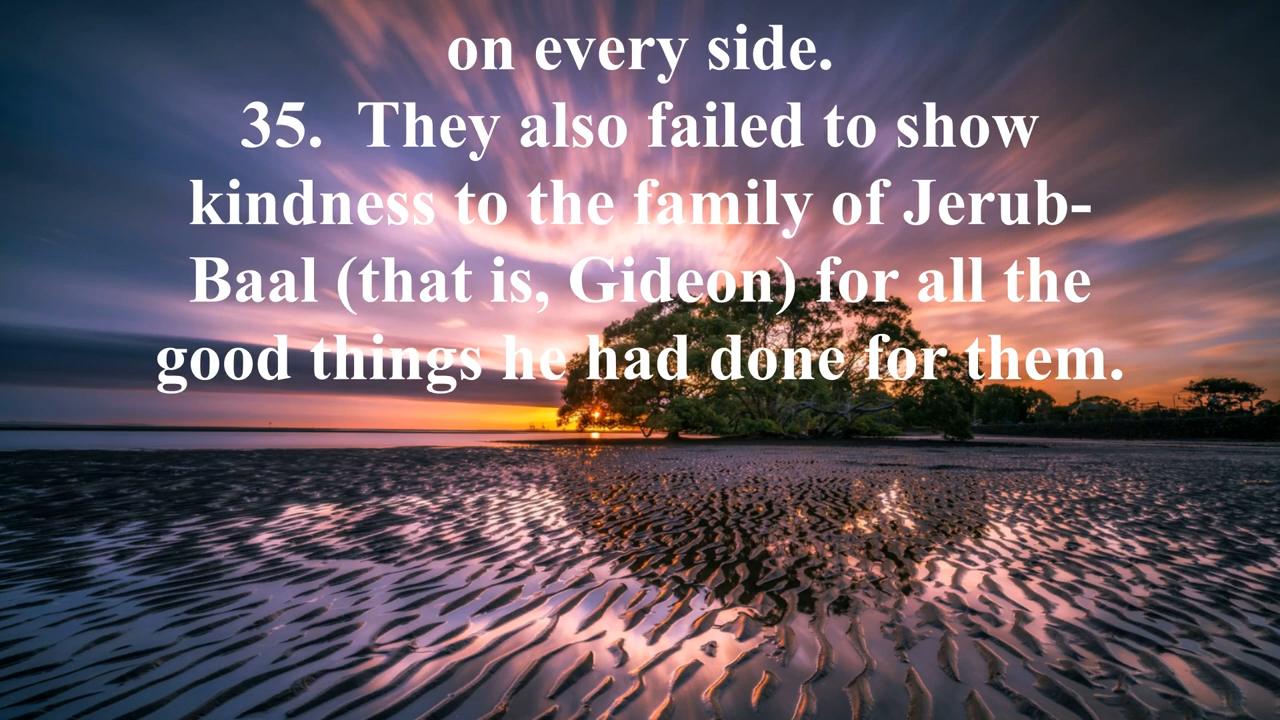 on every side.
35.  They also failed to show
kindness to the family of Jerub-
Baal (that is, Gideon) for all the
good things he had done for them.